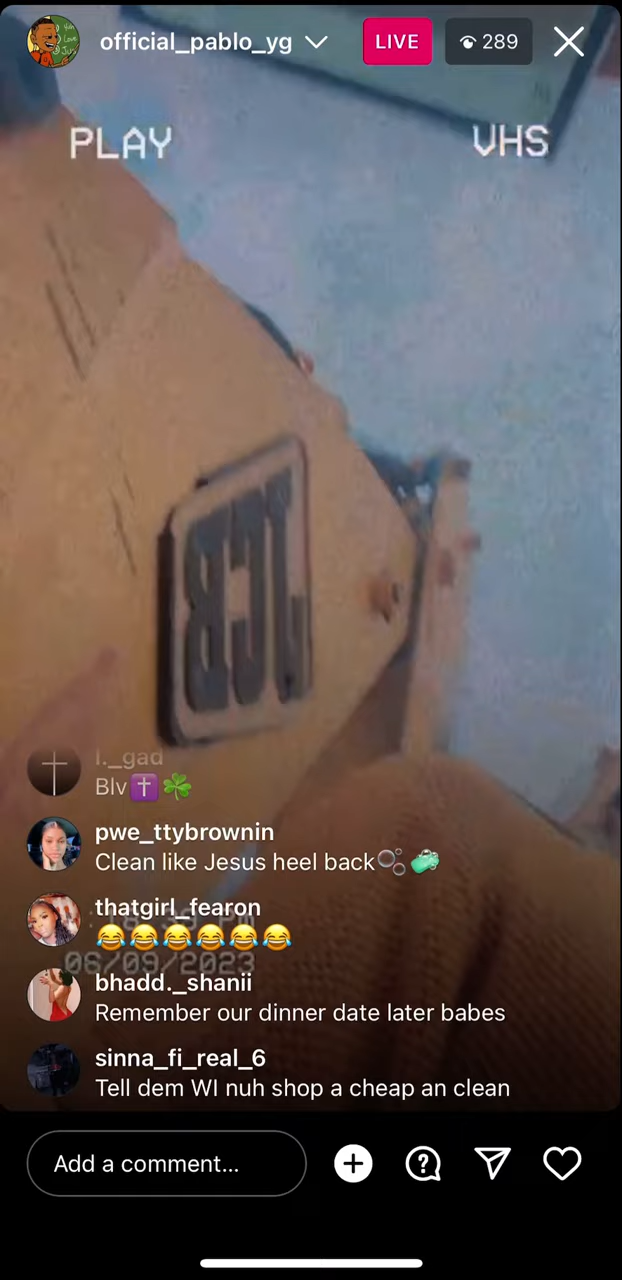 official_pablo_yg
LIVE
289
PLAY
VHS
JCB
l._gad
Blv✝️☘️
pwe_ttybrownin
Clean like Jesus heel back🫧🧼
thatgirl_fearon
😂😂😂😂😂😂
06/09/2023
bhadd._shanii
Remember our dinner date later babes
sinna_fi_real_6
Tell dem WI nuh shop a cheap an clean
Add a comment...